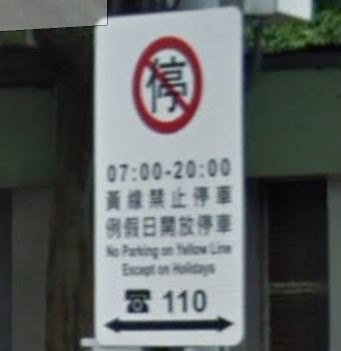 停
07:00-20:00
黃線禁止停車
例假日開放停車
No Parking on Yellow Line
Except on Holidays
☎ 110